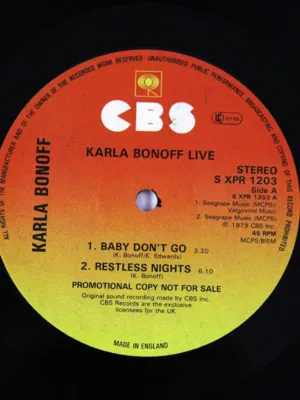 ALL RIGHTS OF THE MANUFACTURER AND OF THE OWNER OF THE RECORDED WORK RESERVED · UNAUTHORISED PUBLIC PERFORMANCE BROADCASTING AND COPYING OF THIS RECORD PROHIBITED
CBS
KARLA BONOFF LIVE
KARLA BONOFF
STEREO
S XPR 1203
Side A
S XPR 1203 A
1. Seagrape Music (MCPS)/
Valgovind Music
2. Seagrape Music (MCPS)
℗ 1979 CBS Inc.
45 RPM
MCPS/BIEM
1. BABY DON'T GO 3.20
(K. Bonoff/K. Edwards)
2. RESTLESS NIGHTS 6.10
(K. Bonoff)
PROMOTIONAL COPY NOT FOR SALE
Original sound recording made by CBS Inc.
CBS Records are the exclusive
licensees for the UK
MADE IN ENGLAND